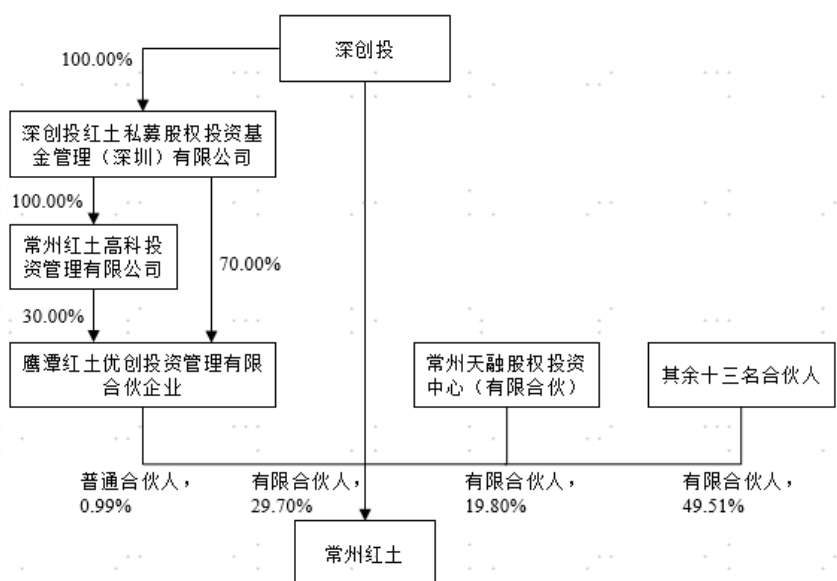 深创投
100.00%
深创投红土私募股权投资基
金管理（深圳）有限公司
100.00%
常州红土高科投
资管理有限公司
70.00%
30.00%
鹰潭红土优创投资管理有限
合伙企业
常州天融股权投资
中心（有限合伙）
其余十三名合伙人
普通合伙人，
0.99%
有限合伙人，
29.70%
有限合伙人，
19.80%
有限合伙人，
49.51%
常州红土